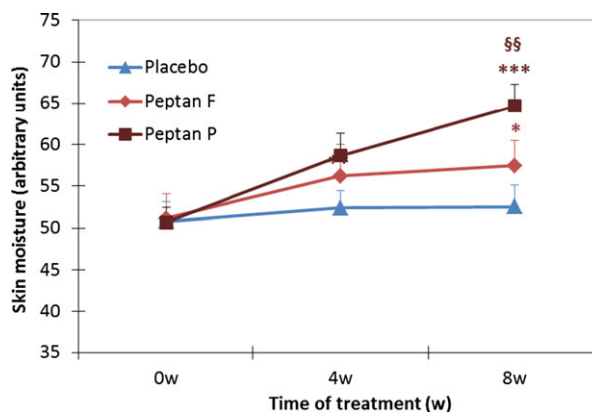 75
70
65
60
55
50
45
40
35
Skin moisture (arbitrary units)
Placebo
Peptan F
Peptan P
§§
***
*
0w
4w
8w
Time of treatment (w)